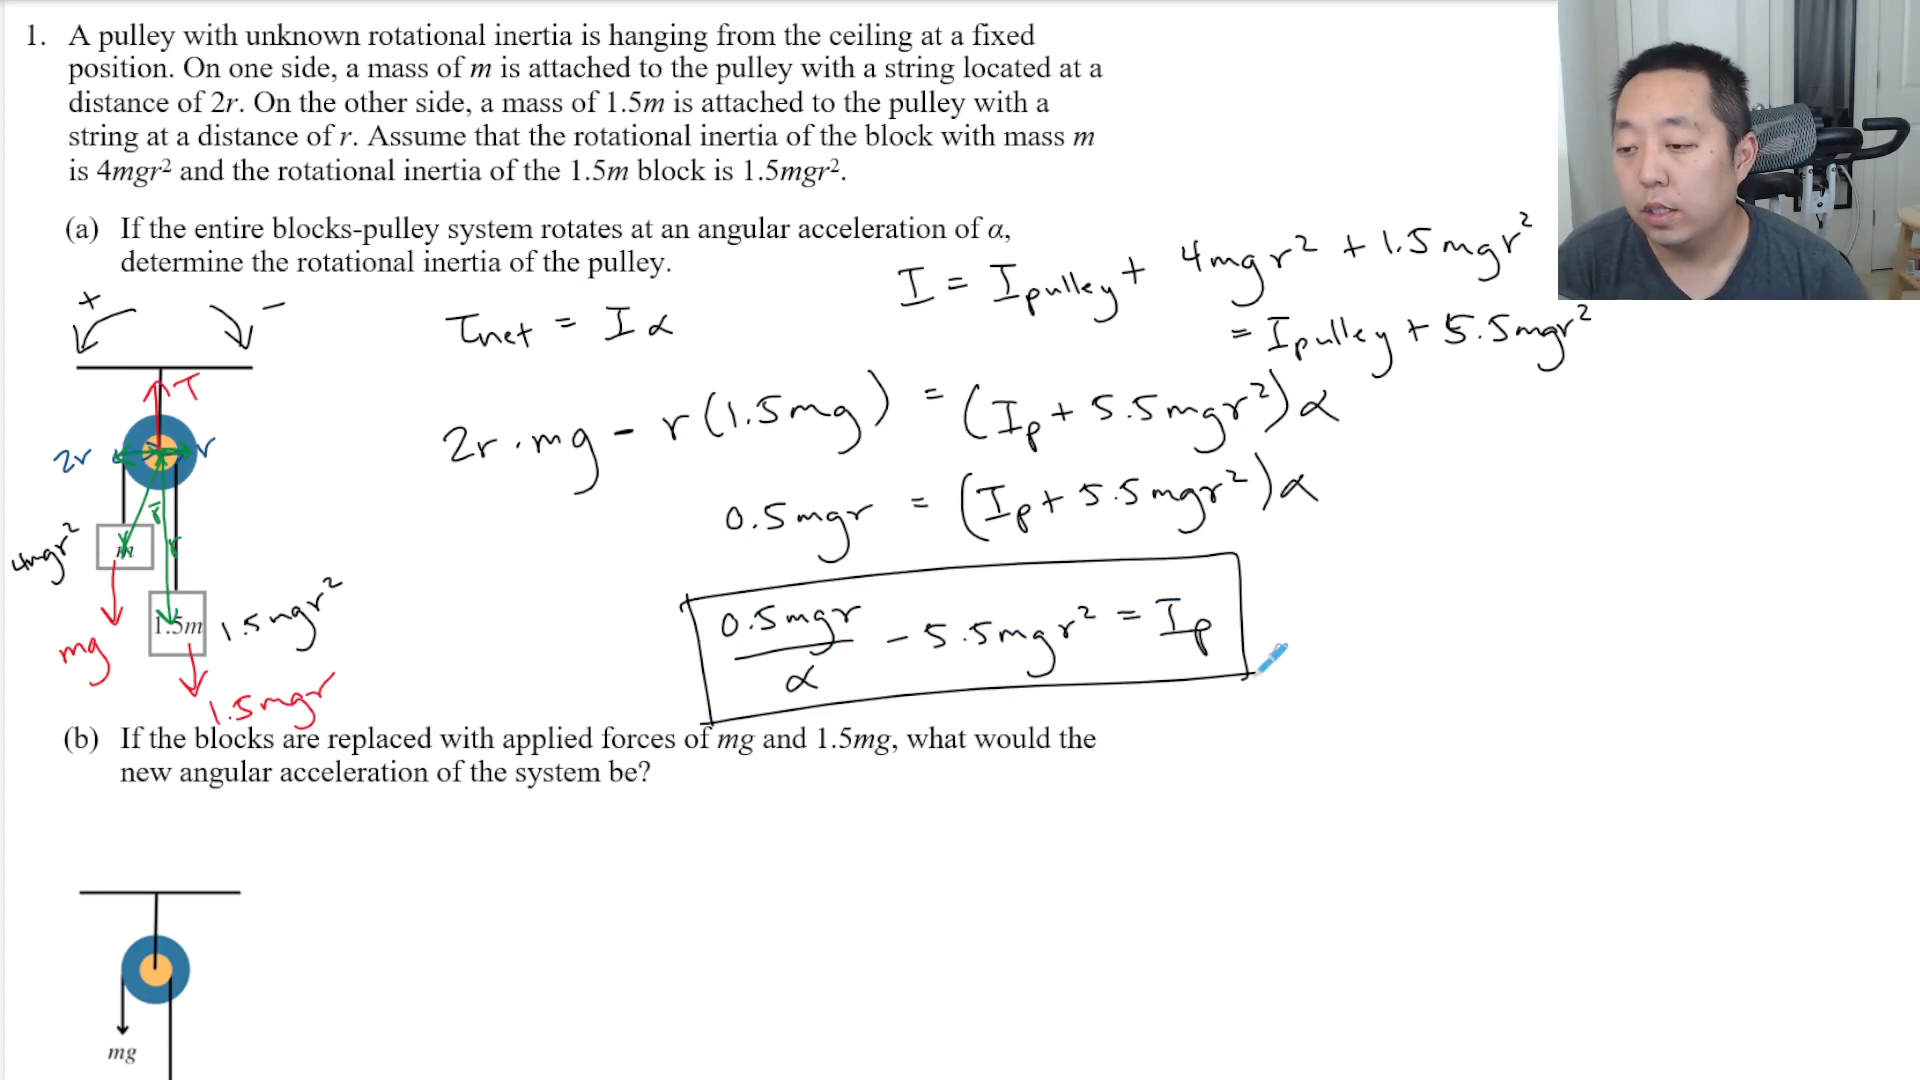 1. A pulley with unknown rotational inertia is hanging from the ceiling at a fixed
position. On one side, a mass of m is attached to the pulley with a string located at a
distance of 2r. On the other side, a mass of 1.5m is attached to the pulley with a
string at a distance of r. Assume that the rotational inertia of the block with mass m
is 4mgr² and the rotational inertia of the 1.5m block is 1.5mgr².
(a) If the entire blocks-pulley system rotates at an angular acceleration of α,
determine the rotational inertia of the pulley.
I = Ipulley + 4mgr² + 1.5mgr²
= Ipulley + 5.5mgr²
τnet = Iα
2r·mg - r(1.5mg) = (Ip + 5.5mgr²)α
0.5mgr = (Ip + 5.5mgr²)α
0.5mgr/α - 5.5mgr² = Ip
+
-
T
2r
r
r
r
4mgr²
m
1.5m
1.5mgr²
mg
1.5mgr
(b) If the blocks are replaced with applied forces of mg and 1.5mg, what would the
new angular acceleration of the system be?
mg